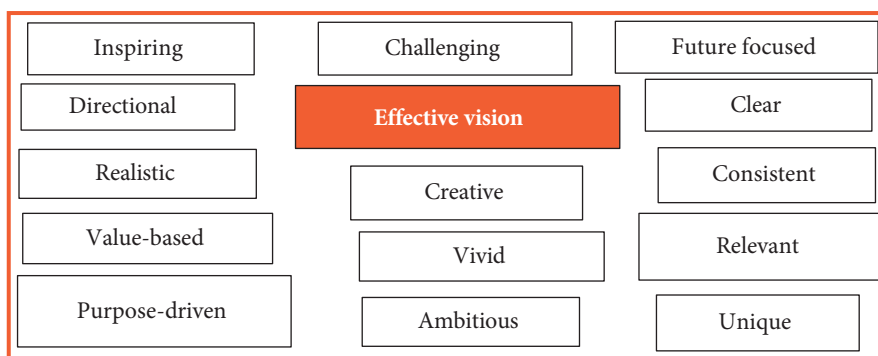 Inspiring
Challenging
Future focused
Directional
Effective vision
Clear
Realistic
Creative
Consistent
Value-based
Vivid
Relevant
Purpose-driven
Ambitious
Unique